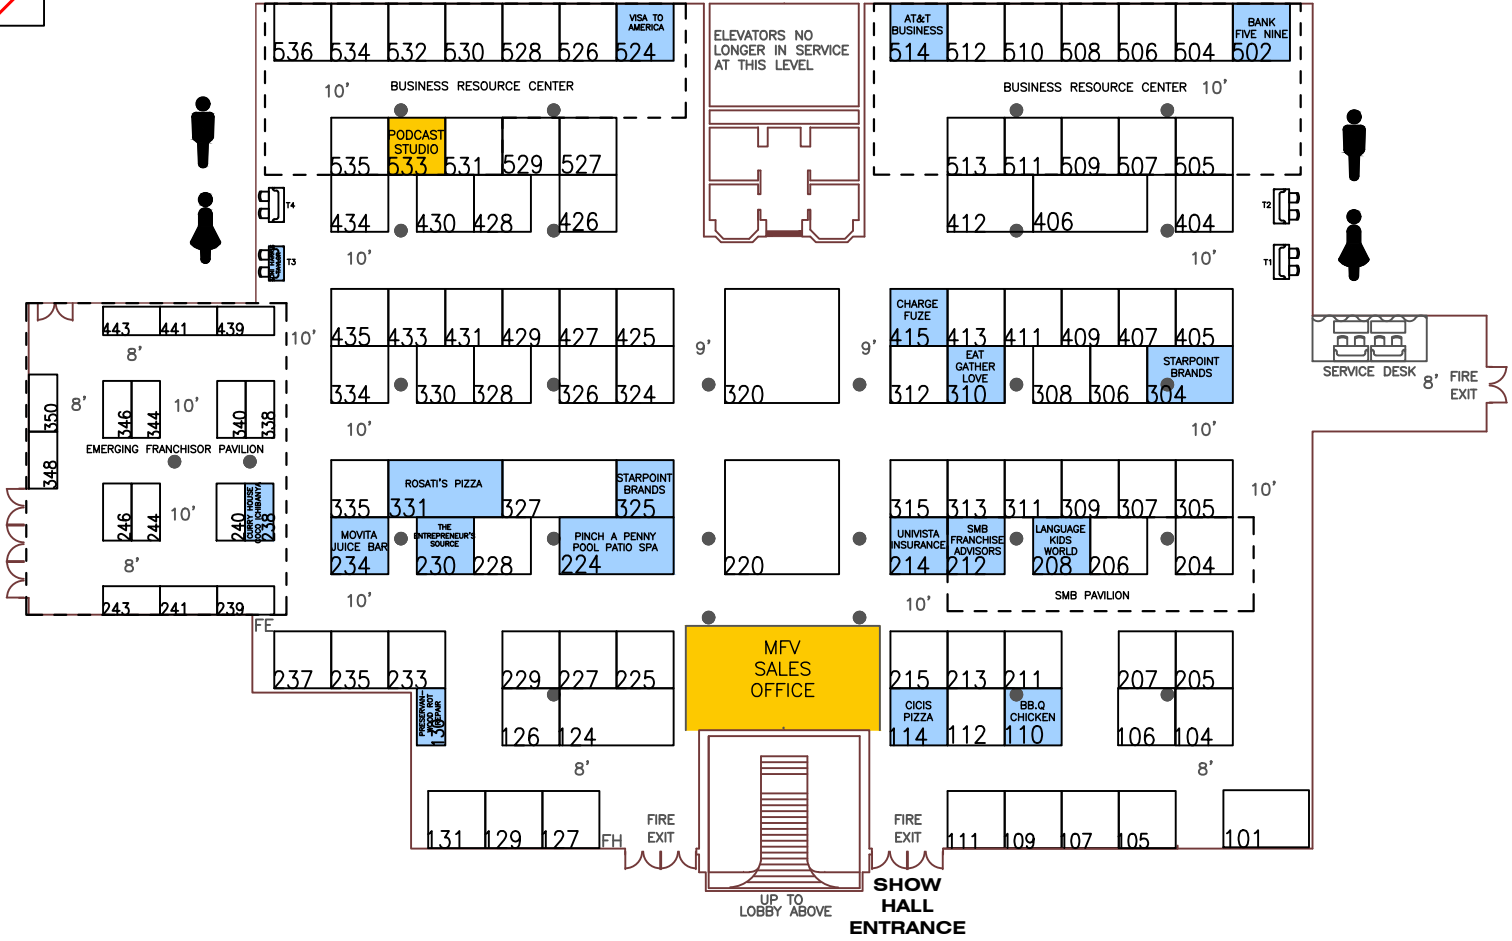 VISA TO
AMERICA
536 534 532 530 528 526 524
ELEVATORS NO
LONGER IN SERVICE
AT THIS LEVEL
AT&T
BUSINESS
BANK
FIVE NINE
514 512 510 508 506 504 502
10' BUSINESS RESOURCE CENTER
BUSINESS RESOURCE CENTER 10'
PODCAST
STUDIO
535 533 531 529 527
513 511 509 507 505
434 430 428 426
412 406 404
T4
T3
T2
T1
10'
10'
443 441 439
8'
10'
435 433 431 429 427 425
9'
9'
CHARGE
FUZE
415 413 411 409 407 405
334 330 328 326 324
320
EAT
GATHER
LOVE
STARPOINT
BRANDS
312 310 308 306 304
SERVICE DESK
8'
FIRE
EXIT
350
348
8'
346 344
10'
340 338
EMERGING FRANCHISOR PAVILION
10'
10'
246 244
10'
240
CURRY HOUSE
COCO ICHIBANYA
238
8'
243 241 239
ROSATI'S PIZZA
STARPOINT
BRANDS
335 331 327 325
MOVITA
JUICE BAR
THE
ENTREPRENEUR'S
SOURCE
PINCH A PENNY
POOL PATIO SPA
234 230 228 224
220
315 313 311 309 307 305
10'
UNIVISTA
INSURANCE
SMB
FRANCHISE
ADVISORS
LANGUAGE
KIDS
WORLD
214 212 208 206 204
SMB PAVILION
10'
10'
FE
237 235 233
PRESERVAN-
WOOD ROT
REPAIR
229 227 225
126 124
8'
MFV
SALES
OFFICE
215 213 211
CICIS
PIZZA
BB.Q
CHICKEN
114 112 110
207 205
106 104
8'
131 129 127
FH
FIRE
EXIT
FIRE
EXIT
111 109 107 105
101
UP TO
LOBBY ABOVE
SHOW
HALL
ENTRANCE